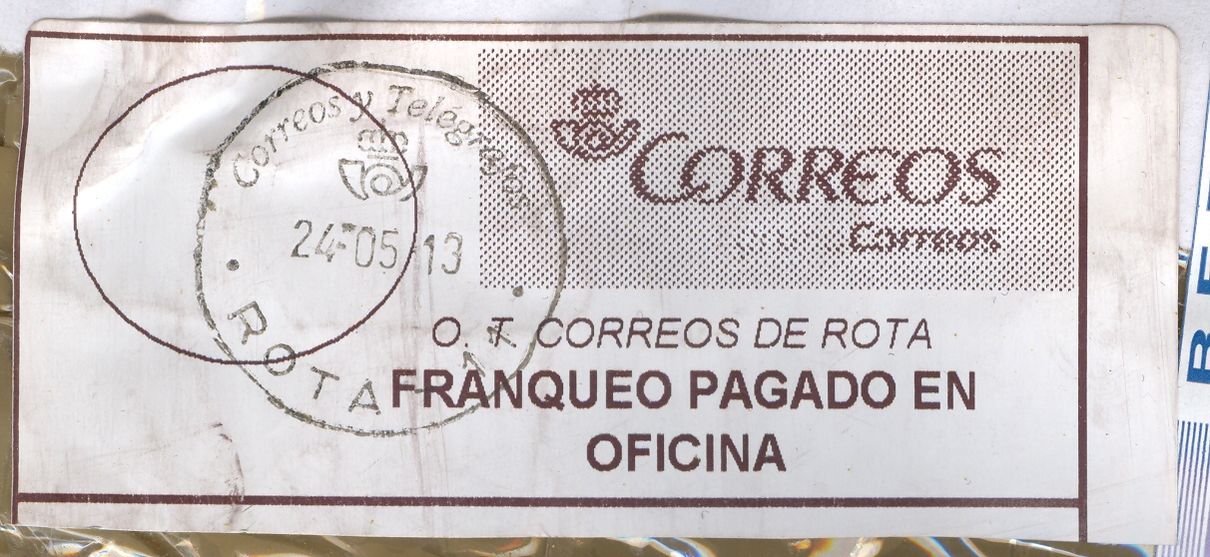 Correos y Telégrafos
24-05 13
ROTA
CORREOS
Correos
O. T. CORREOS DE ROTA
FRANQUEO PAGADO EN
OFICINA